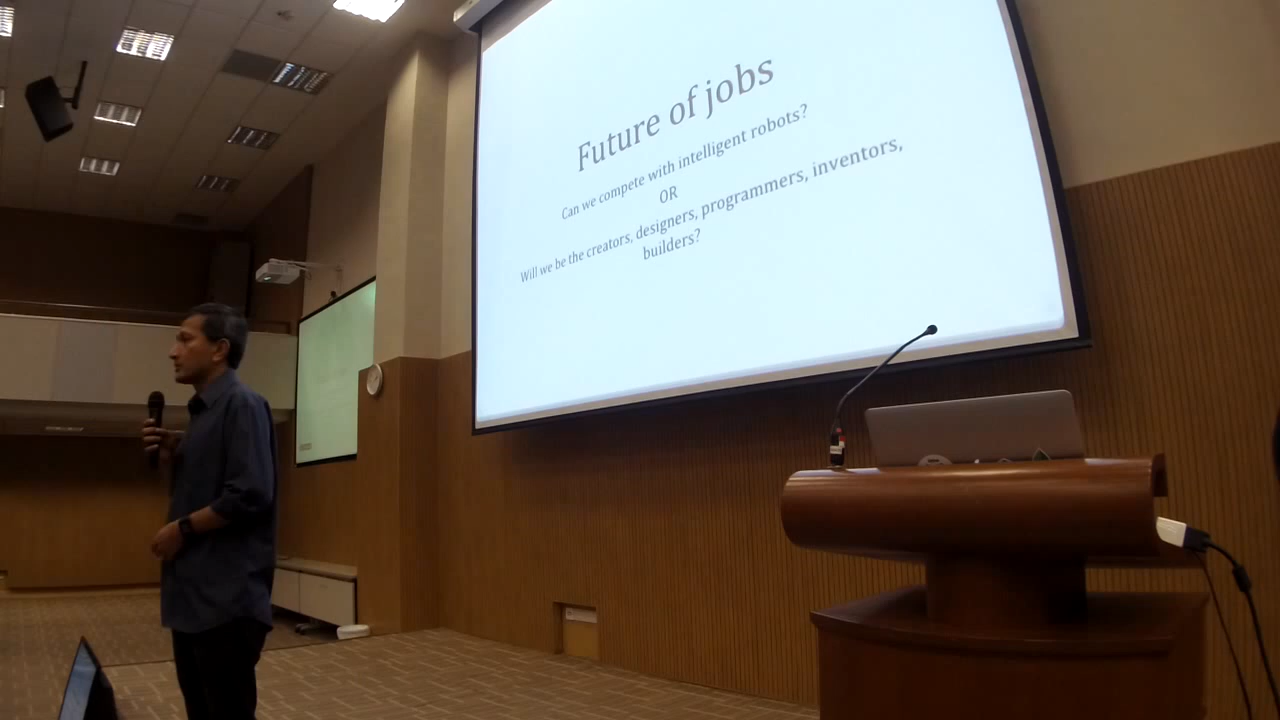 Future of jobs
Can we compete with intelligent robots?
OR
Will we be the creators, designers, programmers, inventors,
builders?